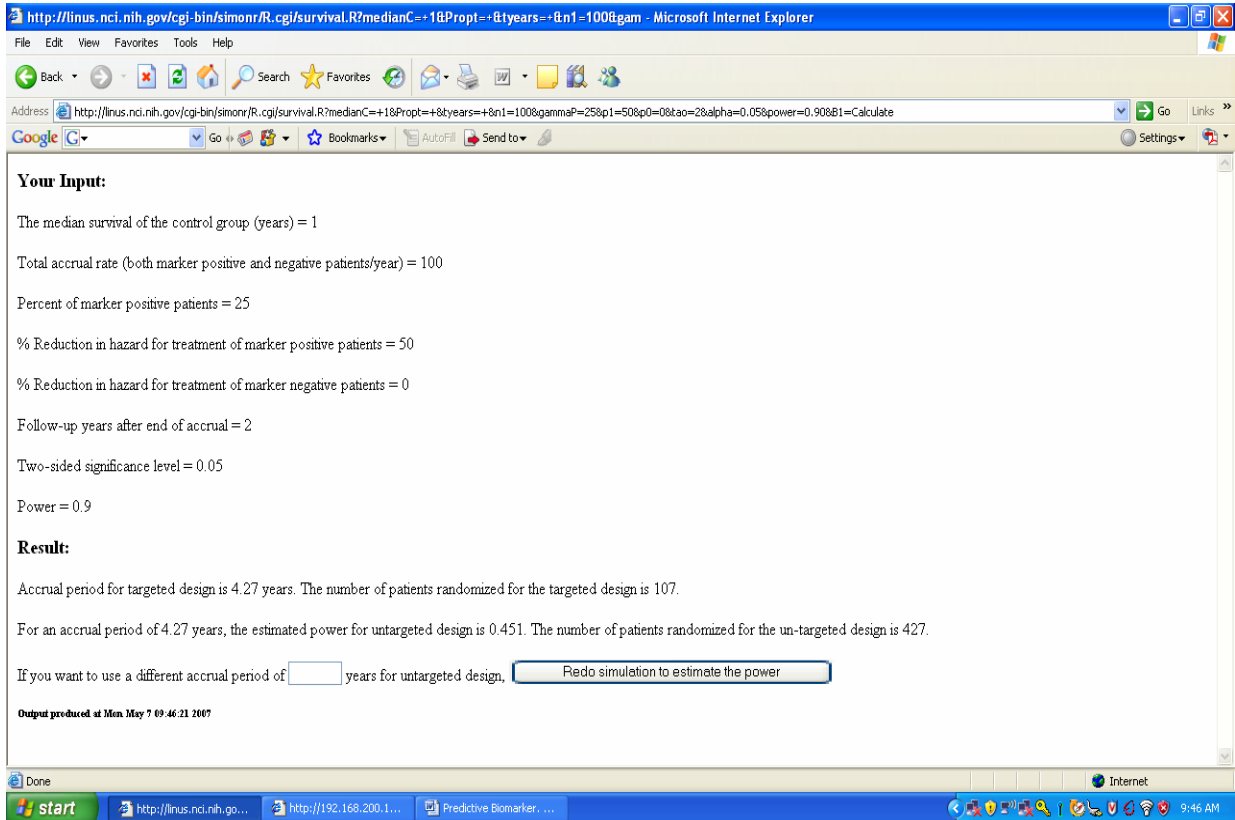 http://linus.nci.nih.gov/cgi-bin/simonr/R.cgi/survival.R?medianC=+1&Propt=+&tyears=+&n1=100&gam - Microsoft Internet Explorer
File Edit View Favorites Tools Help
Back Search Favorites
Address http://linus.nci.nih.gov/cgi-bin/simonr/R.cgi/survival.R?medianC=+1&Propt=+&tyears=+&n1=100&gammaP=25&p1=50&p0=0&tao=2&alpha=0.05&power=0.90&B1=Calculate Go Links »
Google G Go Bookmarks AutoFill Send to Settings
Your Input:
The median survival of the control group (years) = 1
Total accrual rate (both marker positive and negative patients/year) = 100
Percent of marker positive patients = 25
% Reduction in hazard for treatment of marker positive patients = 50
% Reduction in hazard for treatment of marker negative patients = 0
Follow-up years after end of accrual = 2
Two-sided significance level = 0.05
Power = 0.9
Result:
Accrual period for targeted design is 4.27 years. The number of patients randomized for the targeted design is 107.
For an accrual period of 4.27 years, the estimated power for untargeted design is 0.451. The number of patients randomized for the un-targeted design is 427.
If you want to use a different accrual period of years for untargeted design, Redo simulation to estimate the power
Output produced at Mon May 7 09:46:21 2007
Done Internet
start http://linus.nci.nih.go... http://192.168.200.1... Predictive Biomarker. ... 9:46 AM